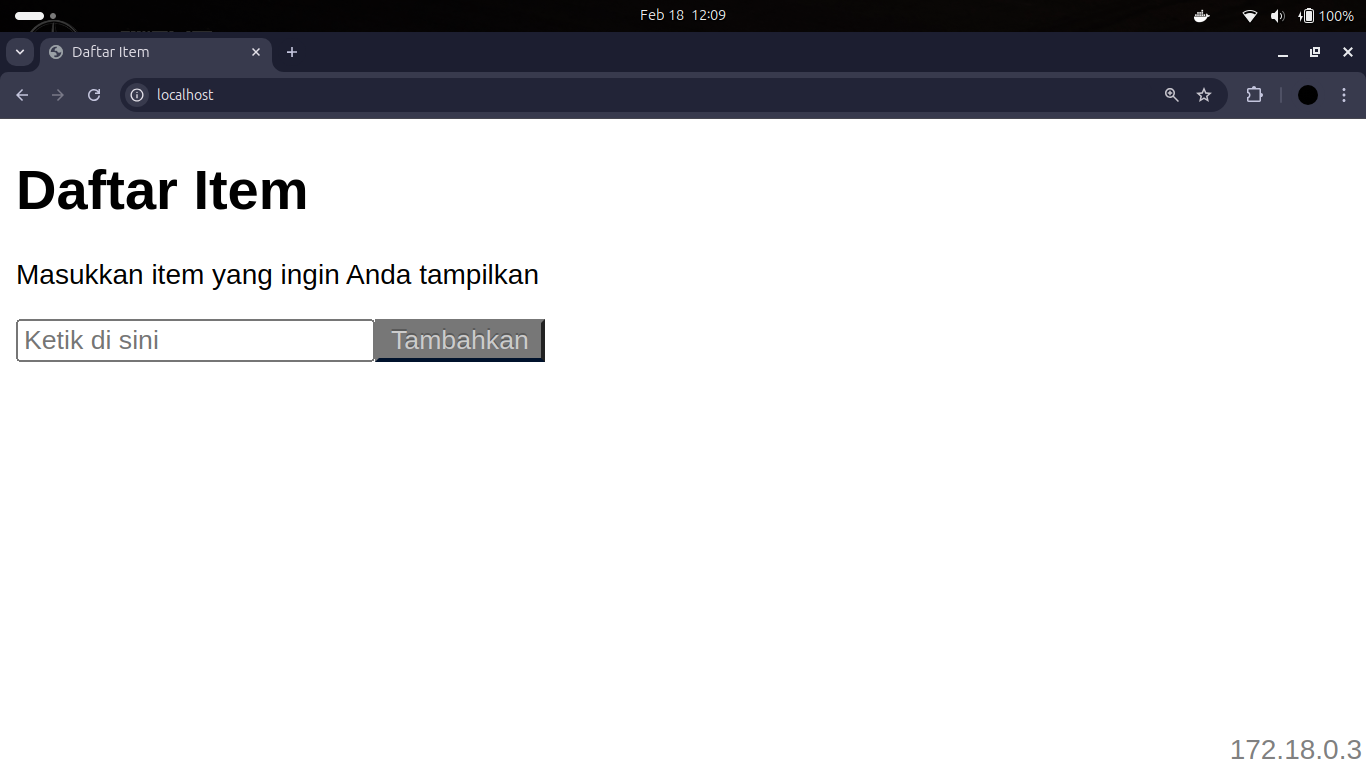 Feb 18 12:09
100%
Daftar Item
localhost
Daftar Item
Masukkan item yang ingin Anda tampilkan
Ketik di sini
Tambahkan
172.18.0.3